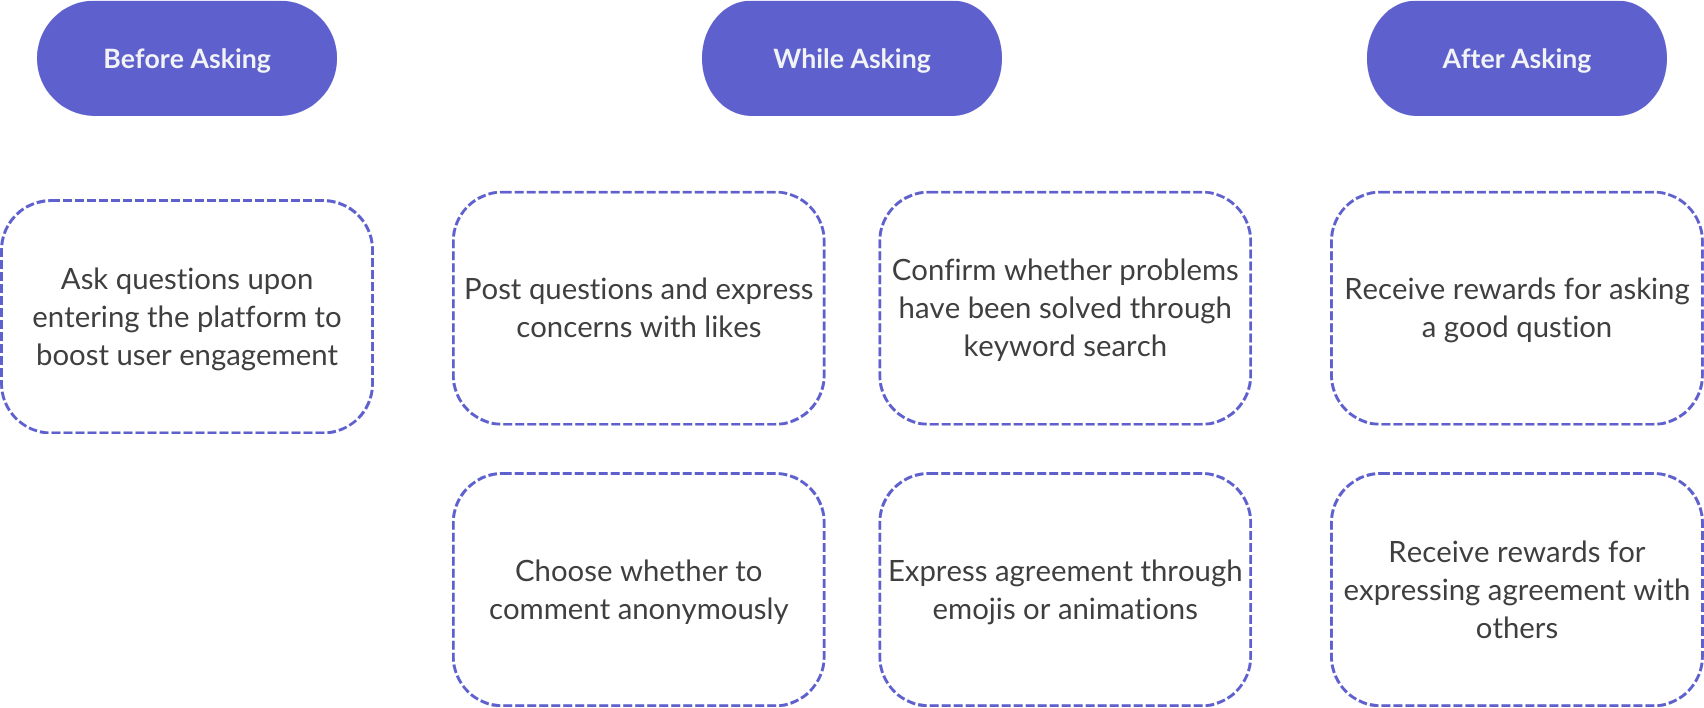 Before Asking
While Asking
After Asking
Ask questions upon
entering the platform to
boost user engagement
Post questions and express
concerns with likes
Confirm whether problems
have been solved through
keyword search
Receive rewards for asking
a good qustion
Choose whether to
comment anonymously
Express agreement through
emojis or animations
Receive rewards for
expressing agreement with
others